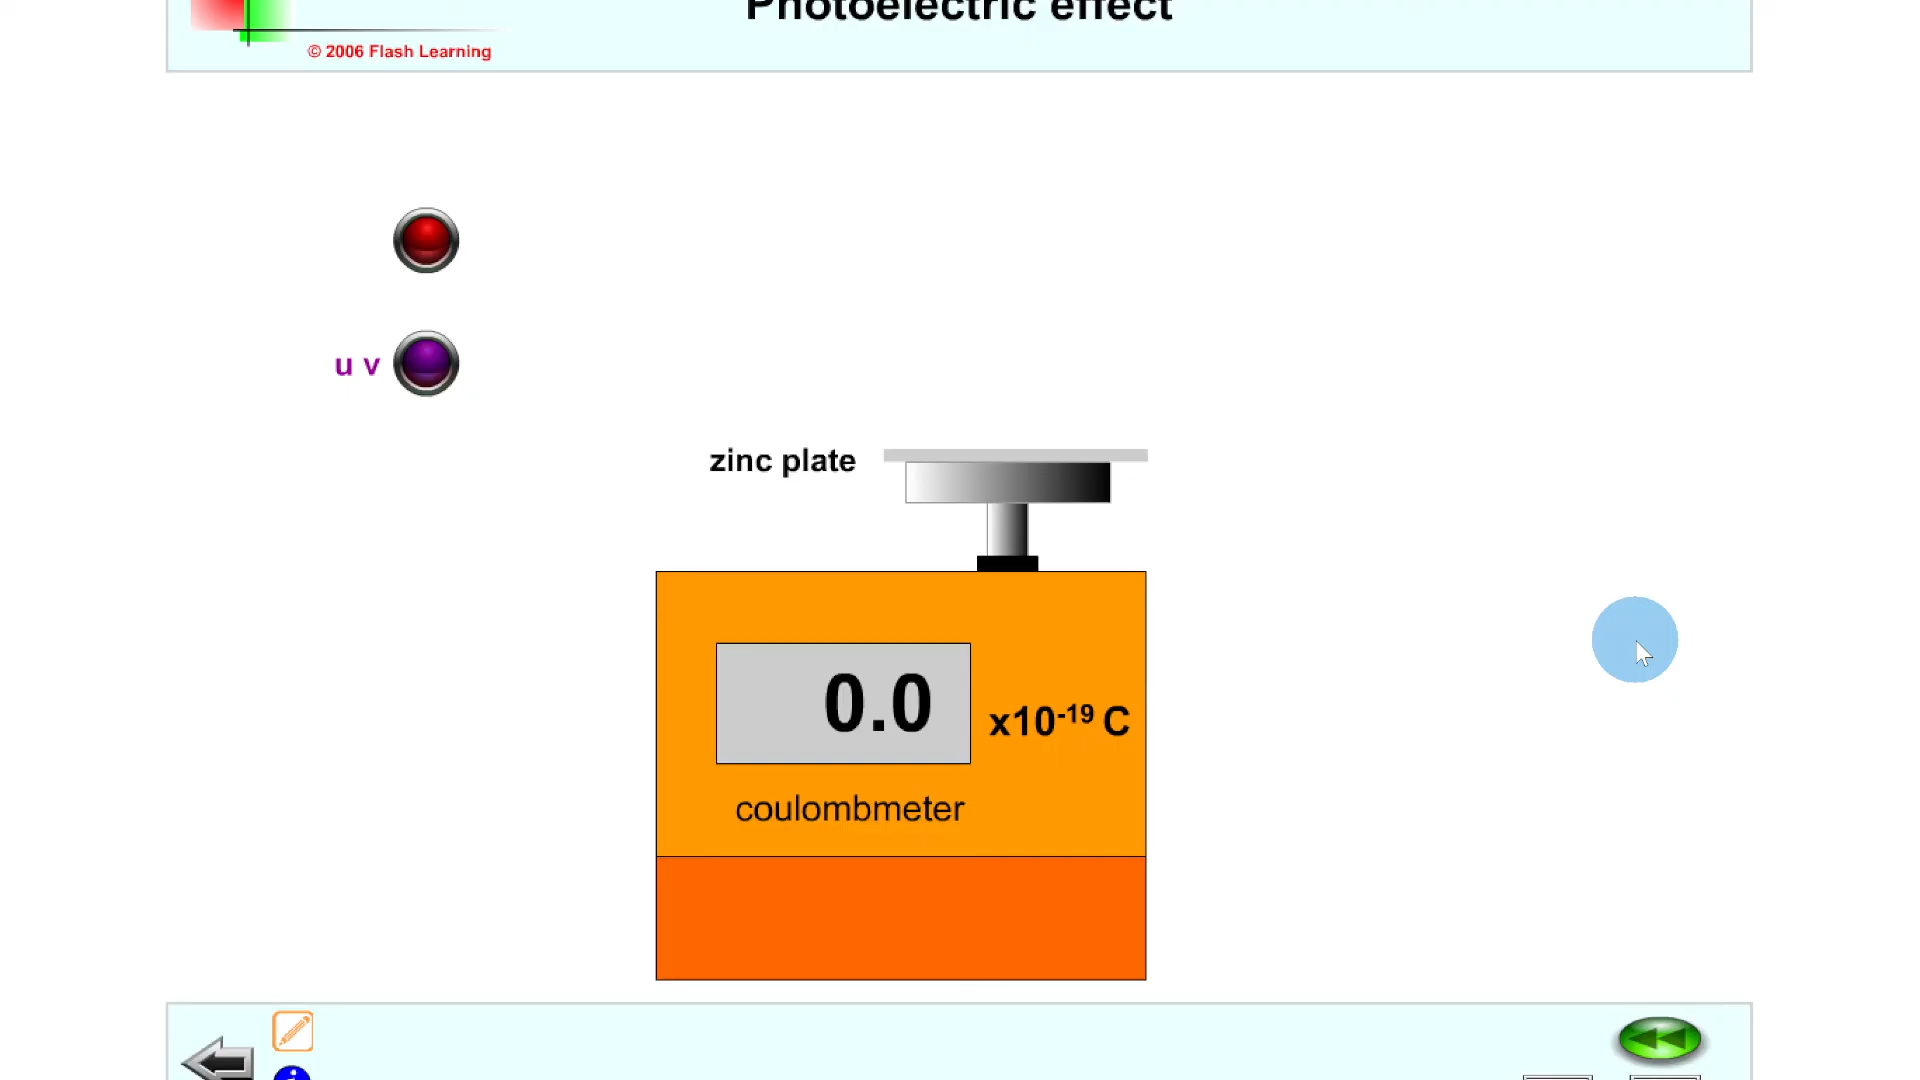 Photoelectric effect
© 2006 Flash Learning
u v
zinc plate
0.0
x10-19 C
coulombmeter